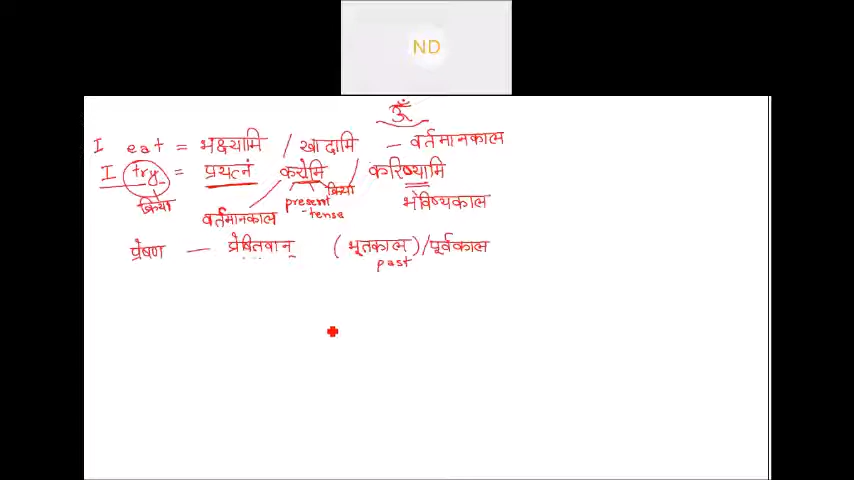 ND
ॐ
I eat = भक्ष्यामि / खादामि – वर्तमानकाल
I try = प्रयत्नं करोमि / करिष्यामि
क्रिया वर्तमानकाल present tense क्रिया भविष्यकाल
प्रेषण — प्रेषितवान् (भूतकाल) / पूर्वकाल
past